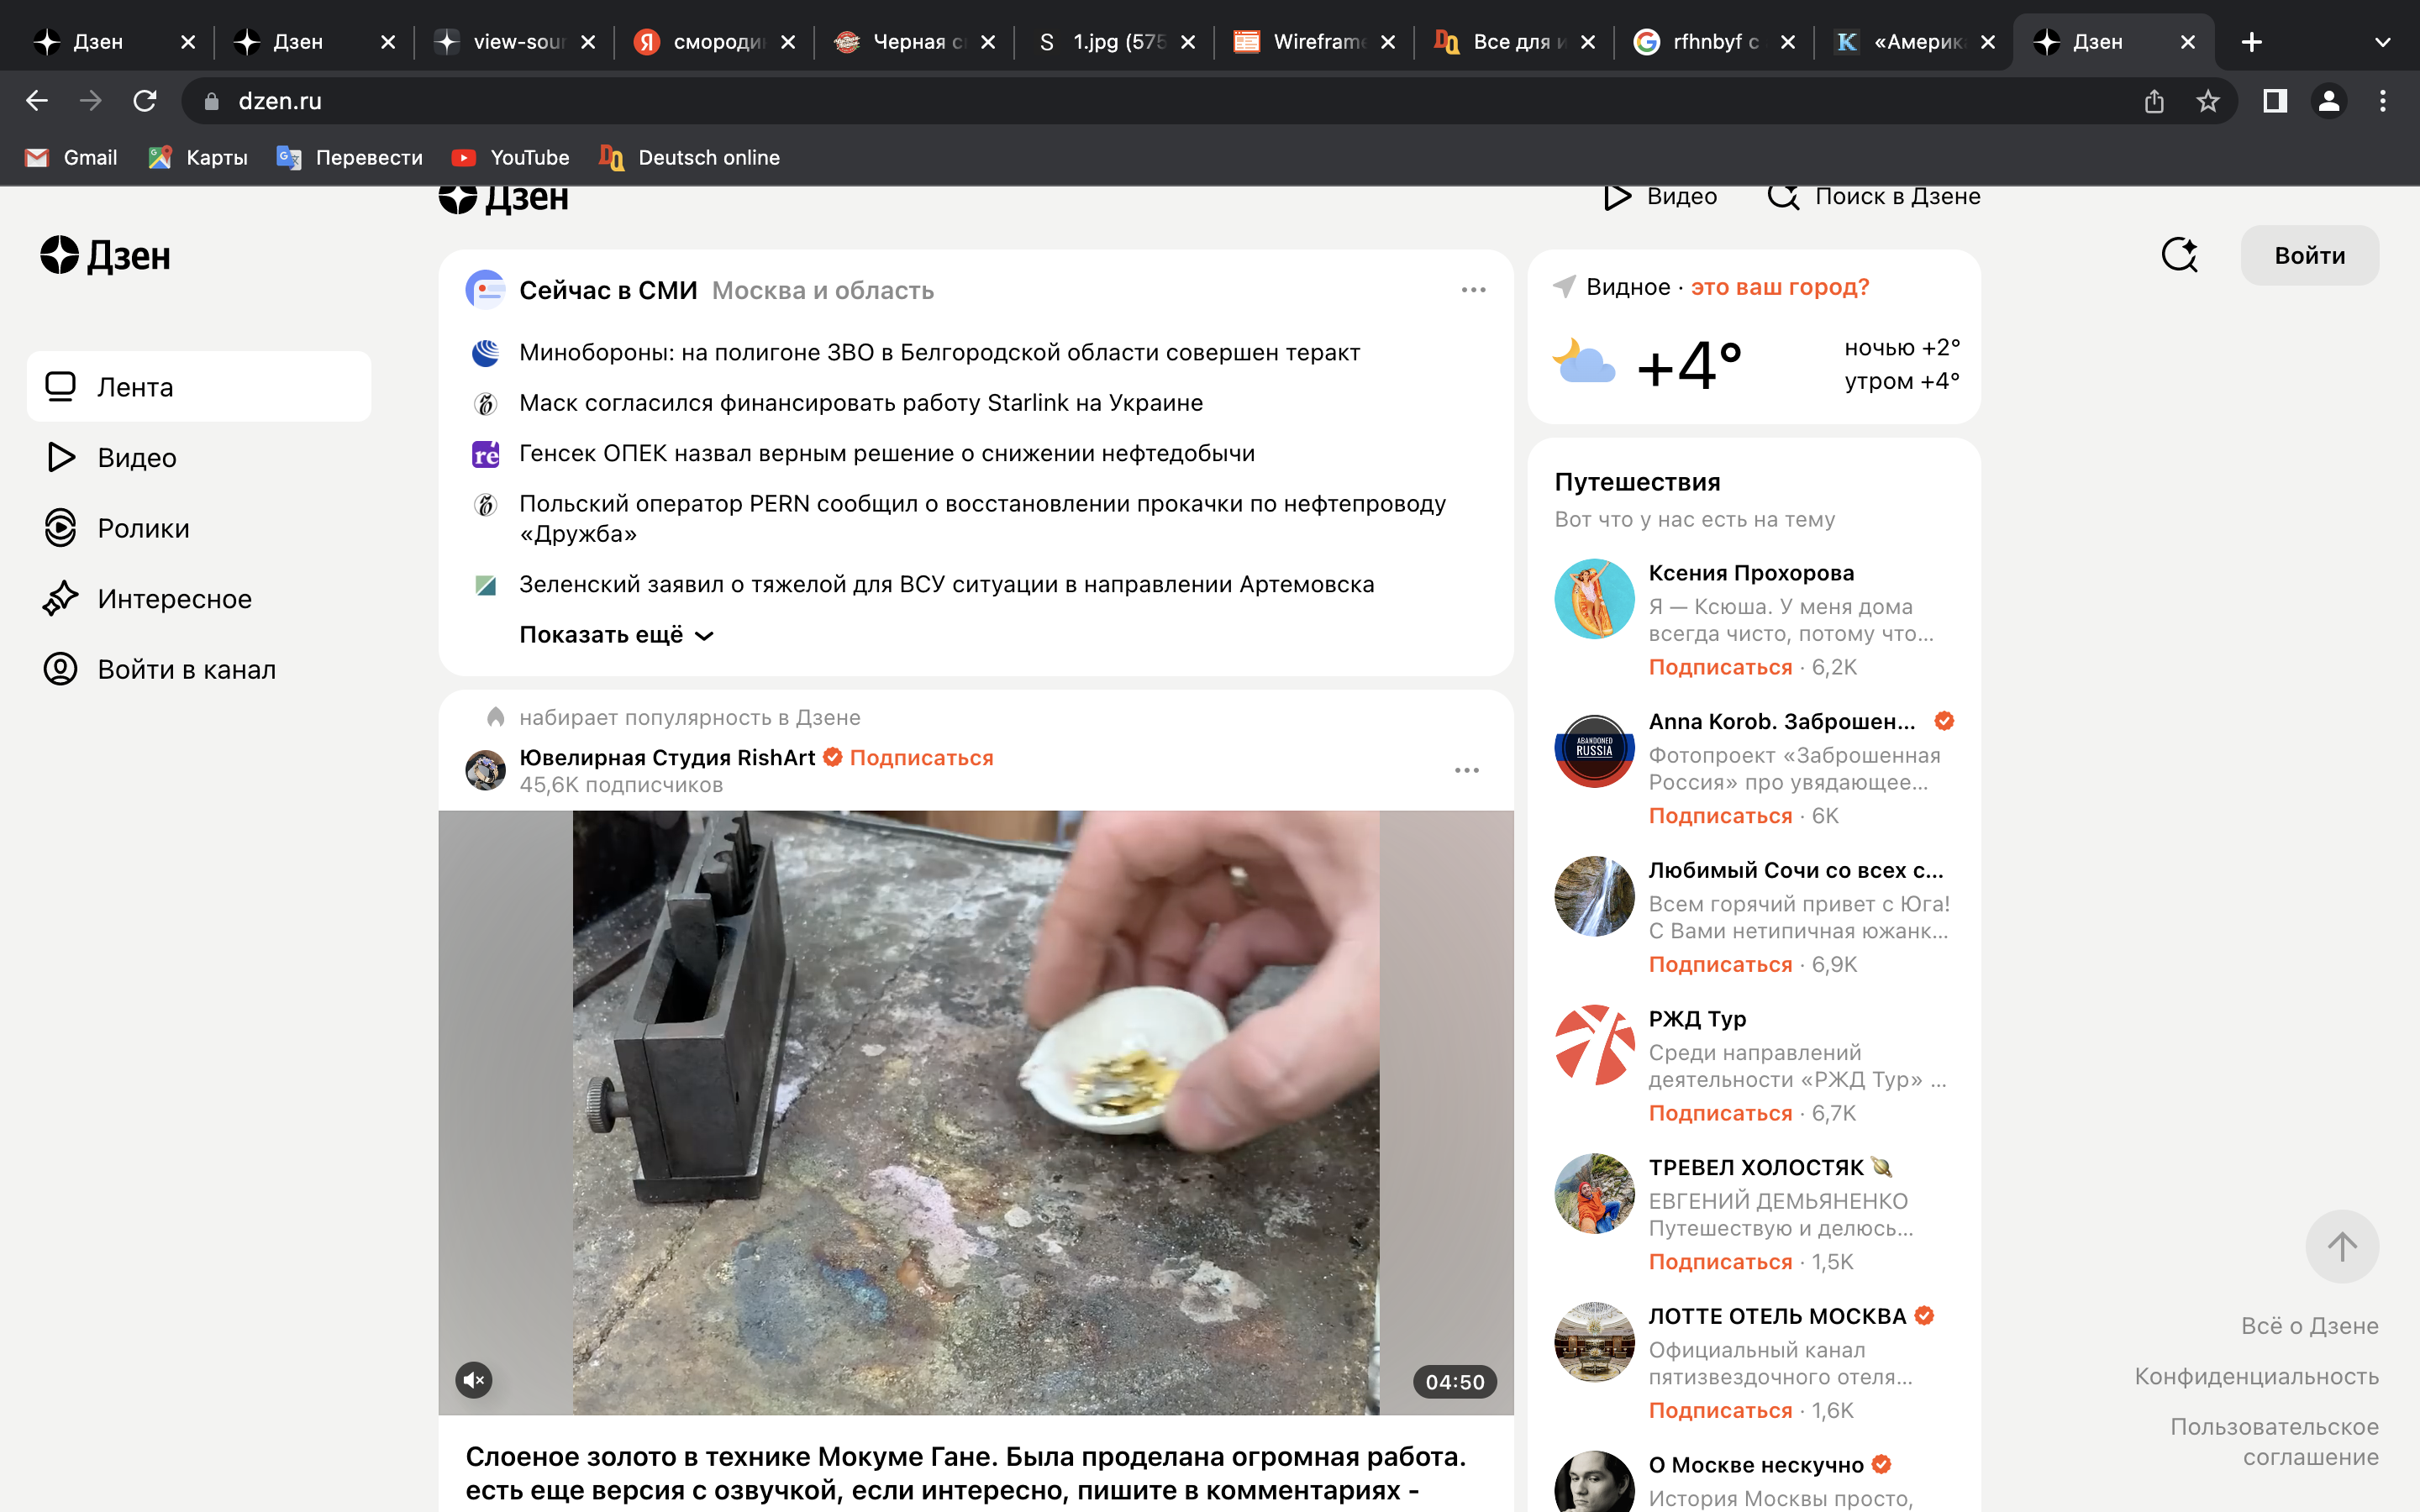 Дзен
Дзен
view-sour
смороди
Черная с
1.jpg (575
Wireframe
Все для и
rfhnbyf с
«Америк
Дзен
dzen.ru
Gmail
Карты
Перевести
YouTube
Deutsch online
Дзен
Видео
Поиск в Дзене
Дзен
Войти
Лента
Видео
Ролики
Интересное
Войти в канал
Сейчас в СМИ Москва и область
Минобороны: на полигоне ЗВО в Белгородской области совершен теракт
Маск согласился финансировать работу Starlink на Украине
Генсек ОПЕК назвал верным решение о снижении нефтедобычи
Польский оператор PERN сообщил о восстановлении прокачки по нефтепроводу
«Дружба»
Зеленский заявил о тяжелой для ВСУ ситуации в направлении Артемовска
Показать ещё
набирает популярность в Дзене
Ювелирная Студия RishArt Подписаться
45,6K подписчиков
04:50
Слоеное золото в технике Мокуме Гане. Была проделана огромная работа.
есть еще версия с озвучкой, если интересно, пишите в комментариях -
Видное · это ваш город?
+4°
ночью +2°
утром +4°
Путешествия
Вот что у нас есть на тему
Ксения Прохорова
Я — Ксюша. У меня дома
всегда чисто, потому что...
Подписаться · 6,2K
ABANDONED
RUSSIA
Anna Korob. Заброшен...
Фотопроект «Заброшенная
Россия» про увядающее...
Подписаться · 6K
Любимый Сочи со всех с...
Всем горячий привет с Юга!
С Вами нетипичная южанк...
Подписаться · 6,9K
РЖД Тур
Среди направлений
деятельности «РЖД Тур» ...
Подписаться · 6,7K
ТРЕВЕЛ ХОЛОСТЯК
ЕВГЕНИЙ ДЕМЬЯНЕНКО
Путешествую и делюсь...
Подписаться · 1,5K
ЛОТТЕ ОТЕЛЬ МОСКВА
Официальный канал
пятизвездочного отеля...
Подписаться · 1,6K
О Москве нескучно
История Москвы просто,
Всё о Дзене
Конфиденциальность
Пользовательское
соглашение